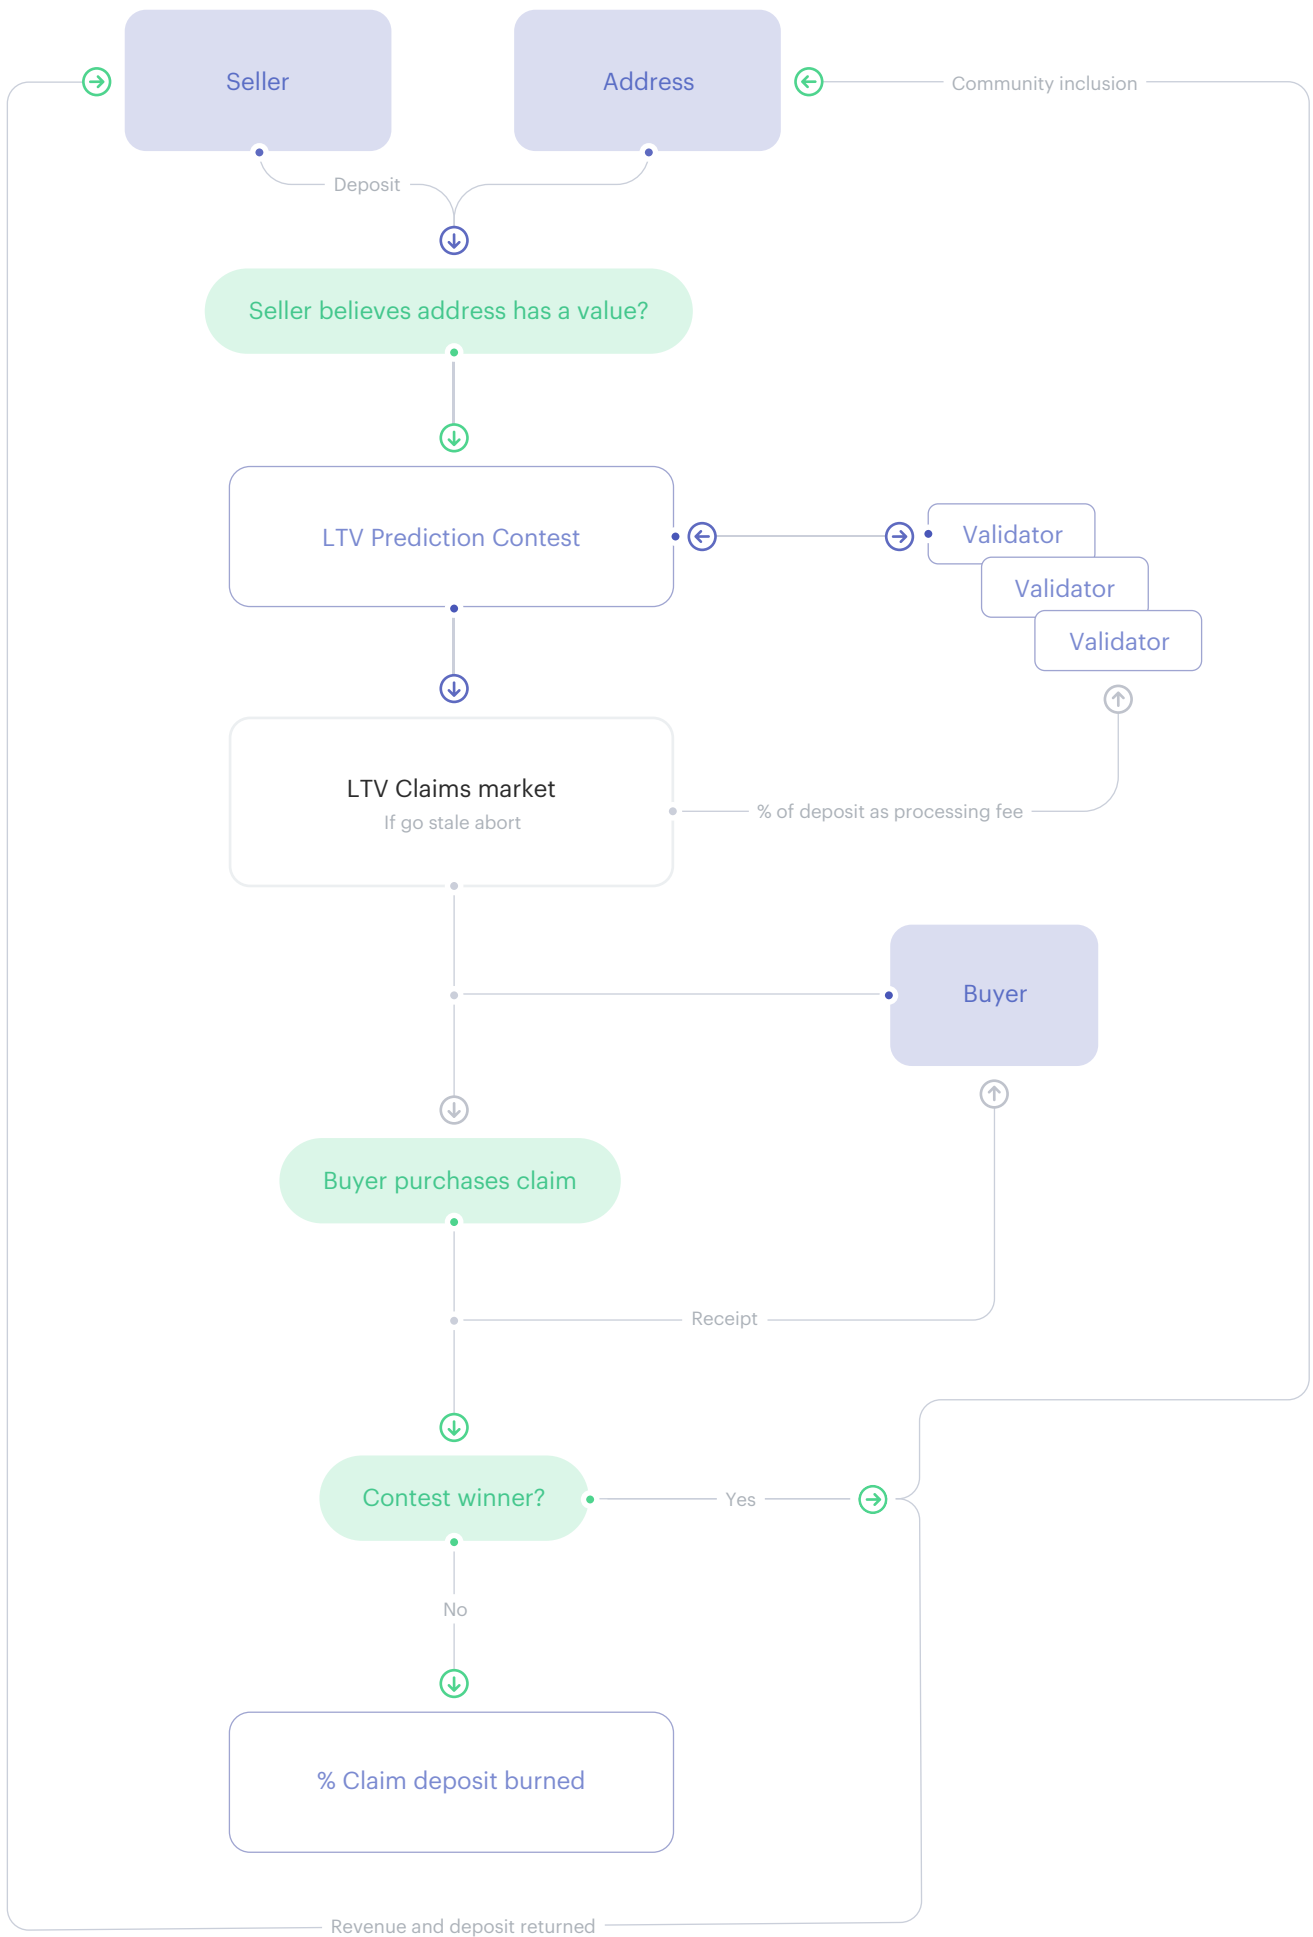 Seller
Address
Community inclusion
Deposit
Seller believes address has a value?
LTV Prediction Contest
Validator
Validator
Validator
LTV Claims market
If go stale abort
% of deposit as processing fee
Buyer
Buyer purchases claim
Receipt
Contest winner?
Yes
No
% Claim deposit burned
Revenue and deposit returned